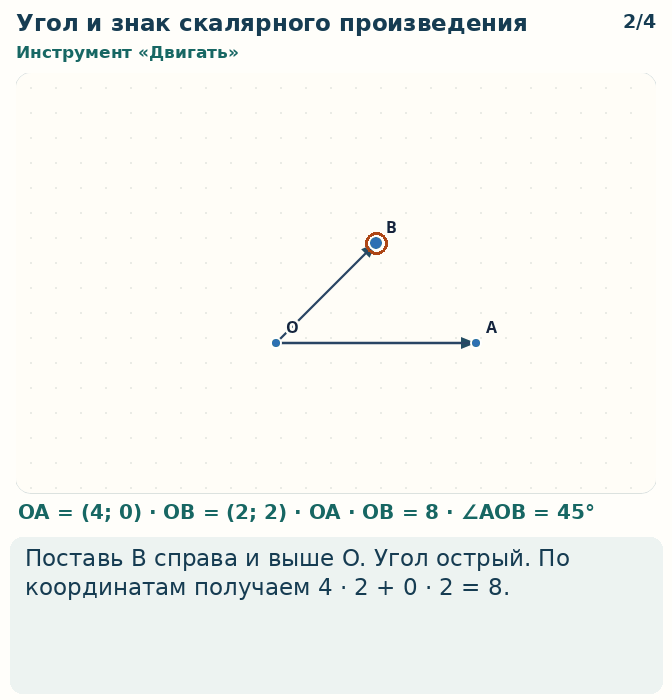 Угол и знак скалярного произведения
2/4
Инструмент «Двигать»
B
O
A
OA = (4; 0) · OB = (2; 2) · OA · OB = 8 · ∠AOB = 45°
Поставь B справа и выше O. Угол острый. По
координатам получаем 4 · 2 + 0 · 2 = 8.